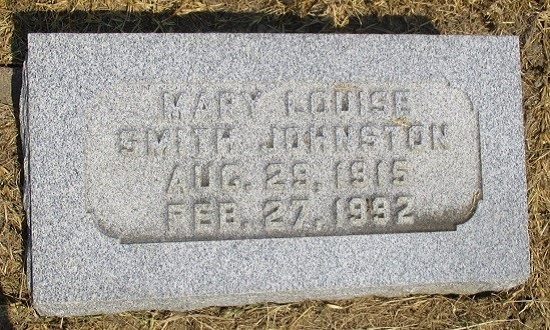 MARY LOUISE
SMITH JOHNSTON
AUG. 29, 1915
FEB. 27, 1992